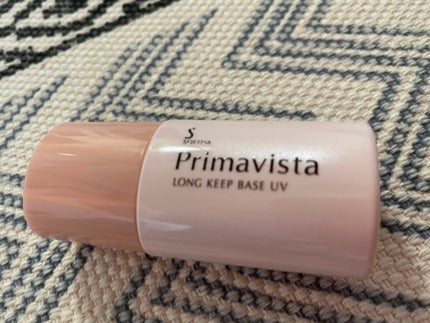 S
SOFINA
Primavista
LONG KEEP BASE UV